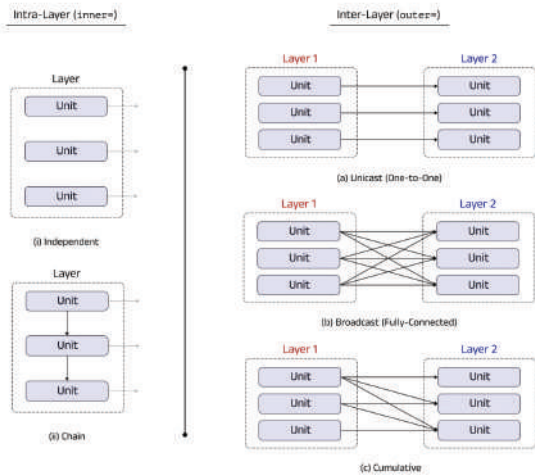 Intra-Layer (inner=)
Layer
Unit
Unit
Unit
(i) Independent
Layer
Unit
Unit
Unit
(ii) Chain
Inter-Layer (outer=)
Layer 1
Layer 2
Unit
Unit
Unit
Unit
Unit
Unit
(a) Unicast (One-to-One)
Layer 1
Layer 2
Unit
Unit
Unit
Unit
Unit
Unit
(b) Broadcast (Fully-Connected)
Layer 1
Layer 2
Unit
Unit
Unit
Unit
Unit
Unit
(c) Cumulative